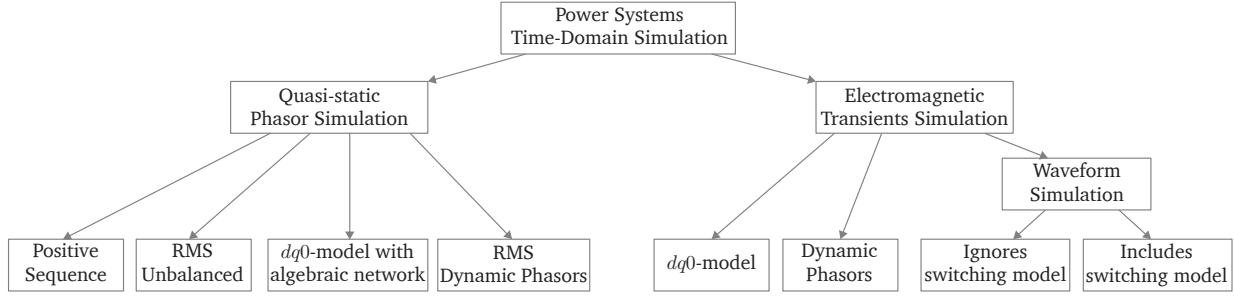 Power Systems
Time-Domain Simulation
Quasi-static
Phasor Simulation
Electromagnetic
Transients Simulation
Waveform
Simulation
Positive
Sequence
RMS
Unbalanced
dq0-model with
algebraic network
RMS
Dynamic Phasors
dq0-model
Dynamic
Phasors
Ignores
switching model
Includes
switching model